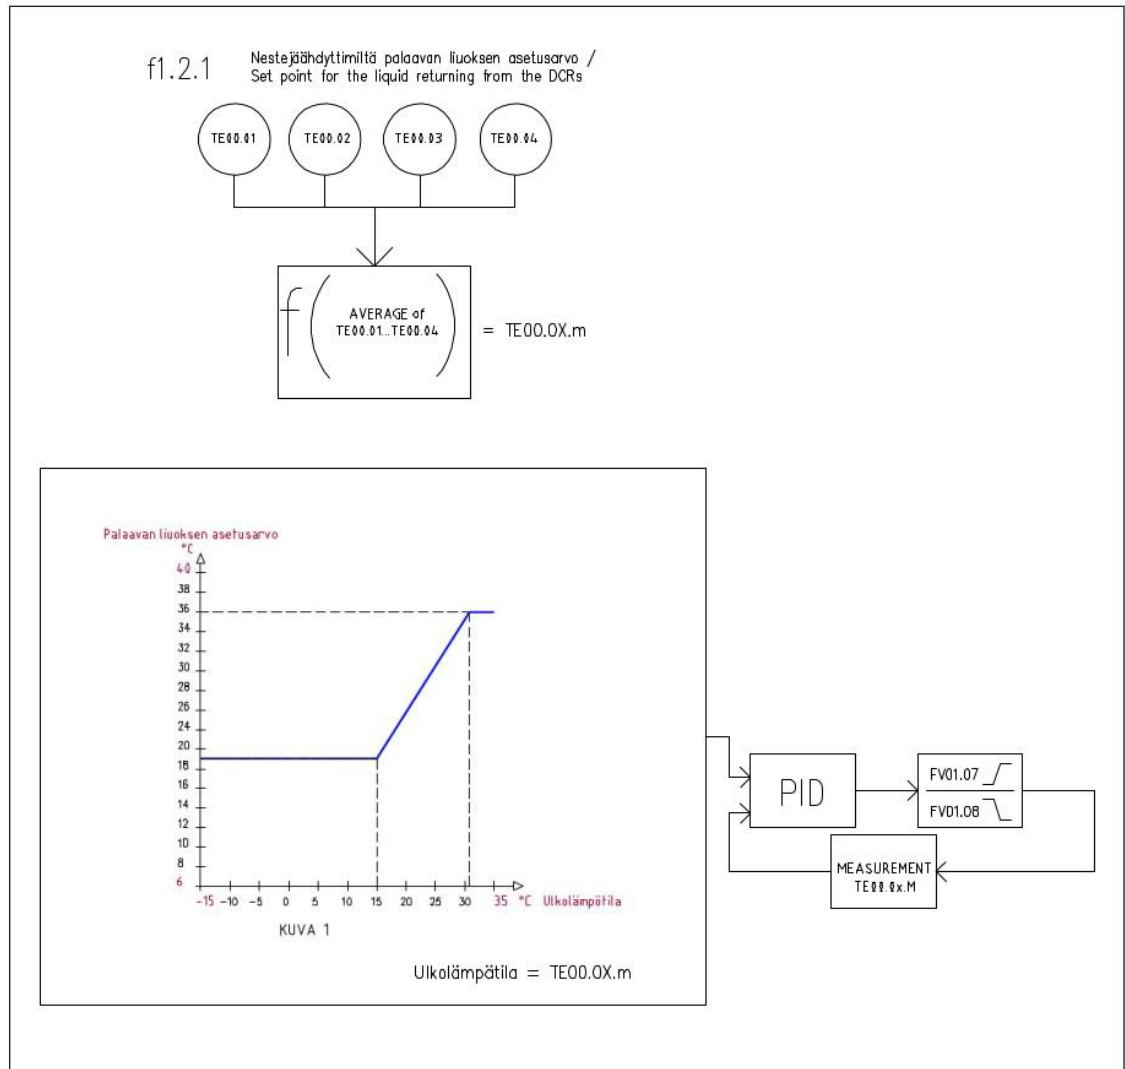 f1.2.1
Nestejäähdyttimiltä palaavan liuoksen asetusarvo /
Set point for the liquid returning from the DCRs
TE00.01
TE00.02
TE00.03
TE00.04
f
AVERAGE of
TE00.01...TE00.04
= TE00.0X.m
Palaavan liuoksen asetusarvo
°C
40
38
36
34
32
30
28
26
24
20
18
16
14
12
10
8
6
-15 -10 -5 0 5 10 15 20 25 30 35 °C Ulkolämpötila
KUVA 1
Ulkolämpätila = TE00.0X.m
PID
FV01.07
FV01.08
MEASUREMENT
TE00.0x.M